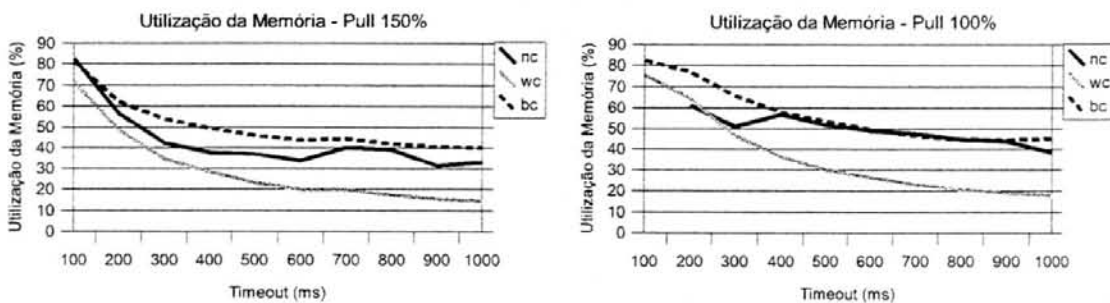 Utilização da Memória - Pull 150%
Utilização da Memória (%)
90
80
70
60
50
40
30
20
10
0
100 200 300 400 500 600 700 800 900 1000
Timeout (ms)
nc
wc
bc
Utilização da Memória - Pull 100%
Utilização da Memória (%)
90
80
70
60
50
40
30
20
10
0
100 200 300 400 500 600 700 800 900 1000
Timeout (ms)
nc
wc
bc